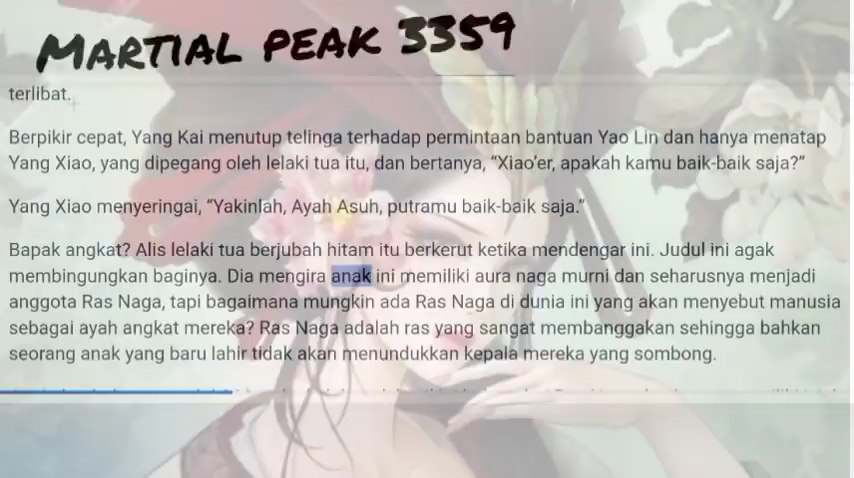 MARTIAL PEAK 3359
terlibat.
Berpikir cepat, Yang Kai menutup telinga terhadap permintaan bantuan Yao Lin dan hanya menatap
Yang Xiao, yang dipegang oleh lelaki tua itu, dan bertanya, “Xiao’er, apakah kamu baik-baik saja?”
Yang Xiao menyeringai, “Yakinlah, Ayah Asuh, putramu baik-baik saja.”
Bapak angkat? Alis lelaki tua berjubah hitam itu berkerut ketika mendengar ini. Judul ini agak
membingungkan baginya. Dia mengira anak ini memiliki aura naga murni dan seharusnya menjadi
anggota Ras Naga, tapi bagaimana mungkin ada Ras Naga di dunia ini yang akan menyebut manusia
sebagai ayah angkat mereka? Ras Naga adalah ras yang sangat membanggakan sehingga bahkan
seorang anak yang baru lahir tidak akan menundukkan kepala mereka yang sombong.